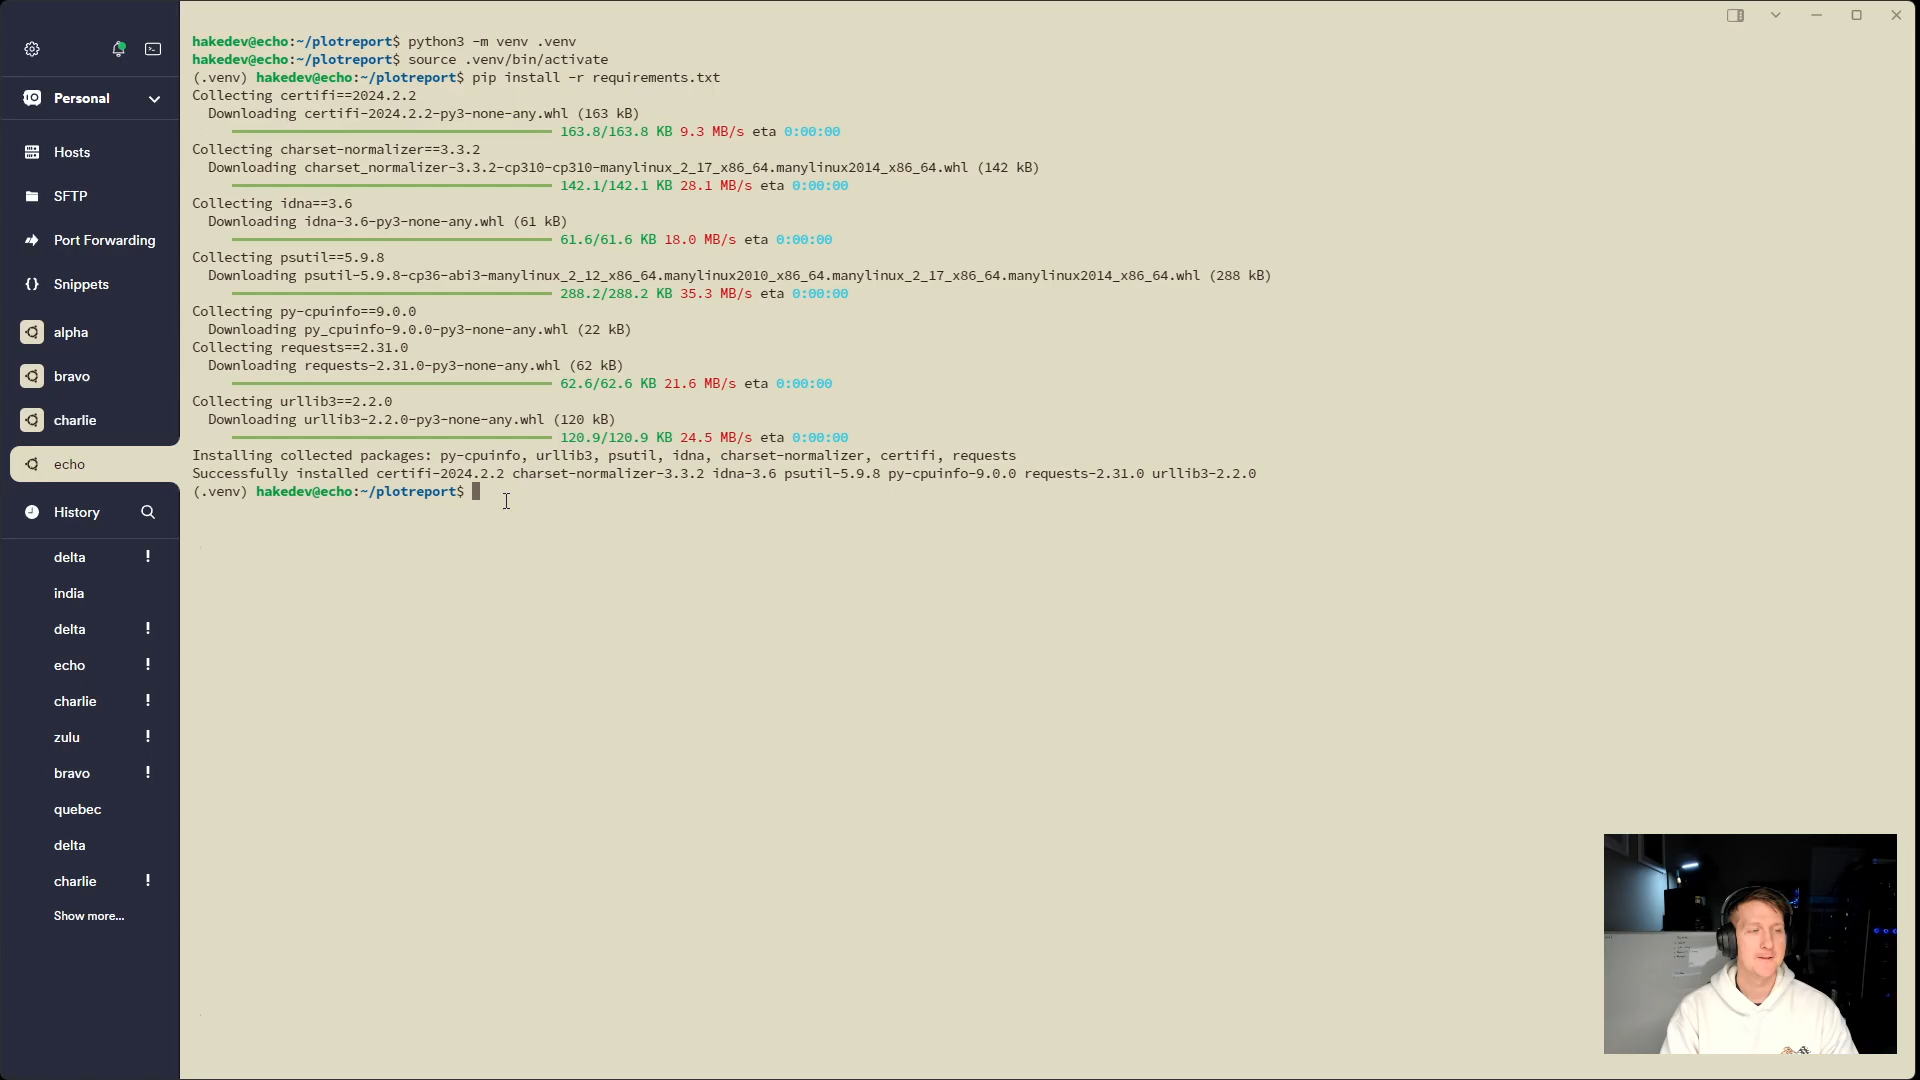 Personal
Hosts
SFTP
Port Forwarding
Snippets
alpha
bravo
charlie
echo
History
delta !
india
delta !
echo !
charlie !
zulu !
bravo !
quebec
delta
charlie !
Show more...
hakedev@echo:~/plotreport$ python3 -m venv .venv
hakedev@echo:~/plotreport$ source .venv/bin/activate
(.venv) hakedev@echo:~/plotreport$ pip install -r requirements.txt
Collecting certifi==2024.2.2
Downloading certifi-2024.2.2-py3-none-any.whl (163 kB)
163.8/163.8 KB 9.3 MB/s eta 0:00:00
Collecting charset-normalizer==3.3.2
Downloading charset_normalizer-3.3.2-cp310-cp310-manylinux_2_17_x86_64.manylinux2014_x86_64.whl (142 kB)
142.1/142.1 KB 28.1 MB/s eta 0:00:00
Collecting idna==3.6
Downloading idna-3.6-py3-none-any.whl (61 kB)
61.6/61.6 KB 18.0 MB/s eta 0:00:00
Collecting psutil==5.9.8
Downloading psutil-5.9.8-cp36-abi3-manylinux_2_12_x86_64.manylinux2010_x86_64.manylinux_2_17_x86_64.manylinux2014_x86_64.whl (288 kB)
288.2/288.2 KB 35.3 MB/s eta 0:00:00
Collecting py-cpuinfo==9.0.0
Downloading py_cpuinfo-9.0.0-py3-none-any.whl (22 kB)
Collecting requests==2.31.0
Downloading requests-2.31.0-py3-none-any.whl (62 kB)
62.6/62.6 KB 21.6 MB/s eta 0:00:00
Collecting urllib3==2.2.0
Downloading urllib3-2.2.0-py3-none-any.whl (120 kB)
120.9/120.9 KB 24.5 MB/s eta 0:00:00
Installing collected packages: py-cpuinfo, urllib3, psutil, idna, charset-normalizer, certifi, requests
Successfully installed certifi-2024.2.2 charset-normalizer-3.3.2 idna-3.6 psutil-5.9.8 py-cpuinfo-9.0.0 requests-2.31.0 urllib3-2.2.0
(.venv) hakedev@echo:~/plotreport$